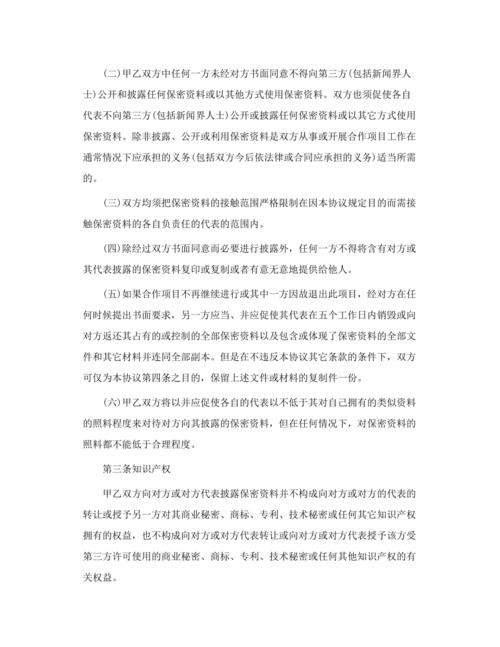 (二)甲乙双方中任何一方未经对方书面同意不得向第三方(包括新闻界人
士)公开和披露任何保密资料或以其他方式使用保密资料。双方也须促使各自
代表不向第三方(包括新闻界人士)公开或披露任何保密资料或以其它方式使用
保密资料。除非披露、公开或利用保密资料是双方从事或开展合作项目工作在
通常情况下应承担的义务(包括双方今后依法律或合同应承担的义务)适当所需
的。
(三)双方均须把保密资料的接触范围严格限制在因本协议规定目的而需接
触保密资料的各自负责任的代表的范围内。
(四)除经过双方书面同意而必要进行披露外，任何一方不得将含有对方或
其代表披露的保密资料复印或复制或者有意无意地提供给他人。
(五)如果合作项目不再继续进行或其中一方因故退出此项目，经对方在任
何时候提出书面要求，另一方应当、并应促使其代表在五个工作日内销毁或向
对方返还其占有的或控制的全部保密资料以及包含或体现了保密资料的全部文
件和其它材料并连同全部副本。但是在不违反本协议其它条款的条件下，双方
可仅为本协议第四条之目的，保留上述文件或材料的复制件一份。
(六)甲乙双方将以并应促使各自的代表以不低于其对自己拥有的类似资料
的照料程度来对待对方向其披露的保密资料，但在任何情况下，对保密资料的
照料都不能低于合理程度。
第三条知识产权
甲乙双方向对方或对方代表披露保密资料并不构成向对方或对方的代表的
转让或授予另一方对其商业秘密、商标、专利、技术秘密或任何其它知识产权
拥有的权益，也不构成向对方或对方代表转让或向对方或对方代表授予该方受
第三方许可使用的商业秘密、商标、专利、技术秘密或任何其他知识产权的有
关权益。